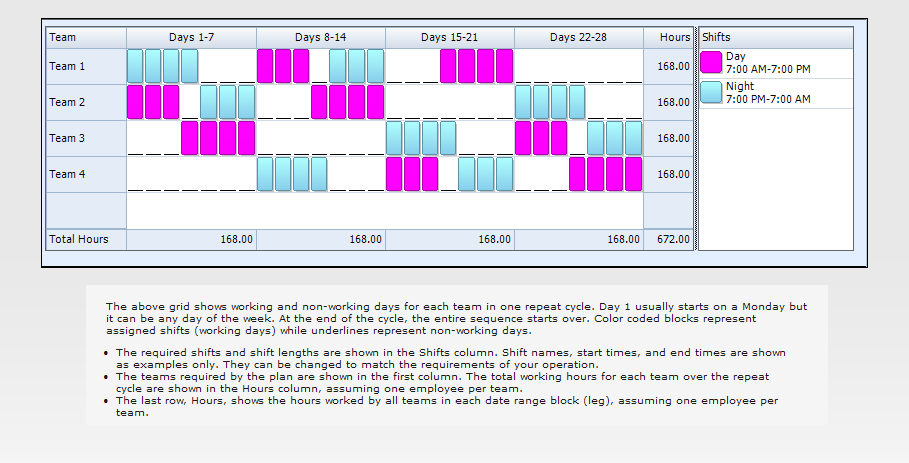 Team Days 1-7 Days 8-14 Days 15-21 Days 22-28 Hours Shifts
Team 1 168.00 Day
7:00 AM-7:00 PM
Team 2 168.00 Night
7:00 PM-7:00 AM
Team 3 168.00
Team 4 168.00
Total Hours 168.00 168.00 168.00 168.00 672.00
The above grid shows working and non-working days for each team in one repeat cycle. Day 1 usually starts on a Monday but
it can be any day of the week. At the end of the cycle, the entire sequence starts over. Color coded blocks represent
assigned shifts (working days) while underlines represent non-working days.
• The required shifts and shift lengths are shown in the Shifts column. Shift names, start times, and end times are shown
as examples only. They can be changed to match the requirements of your operation.
• The teams required by the plan are shown in the first column. The total working hours for each team over the repeat
cycle are shown in the Hours column, assuming one employee per team.
• The last row, Hours, shows the hours worked by all teams in each date range block (leg), assuming one employee per
team.